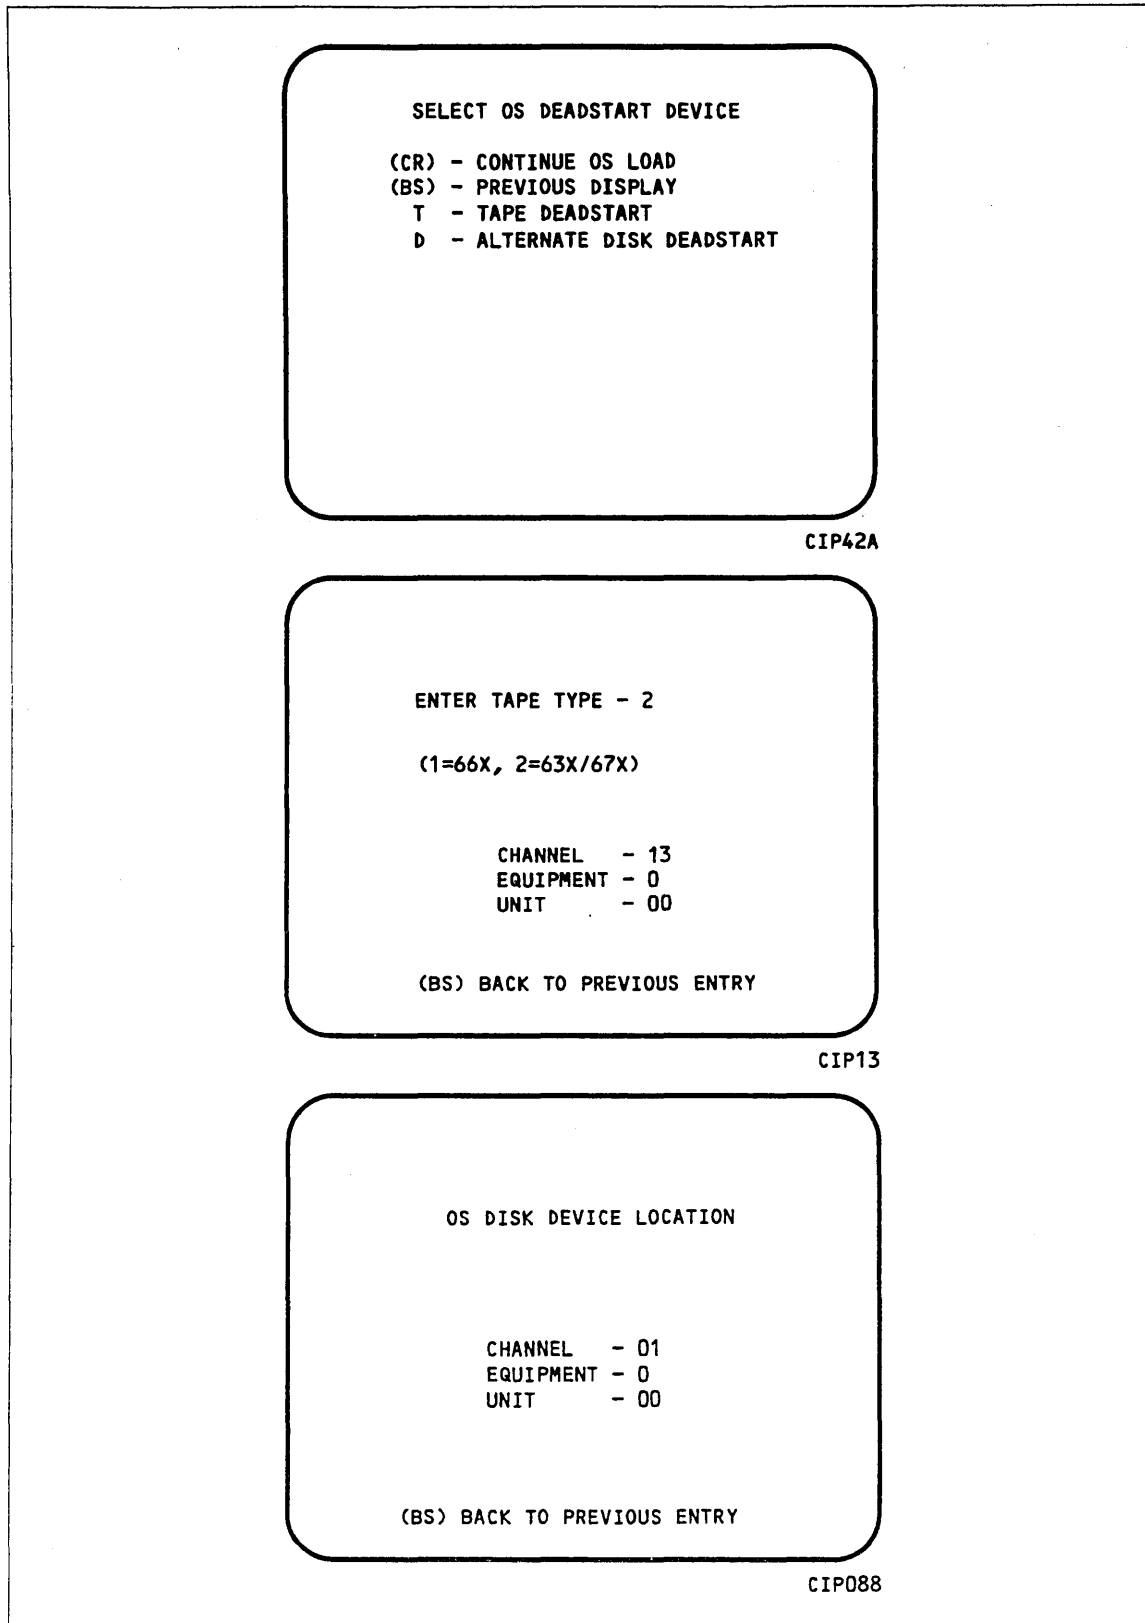 SELECT OS DEADSTART DEVICE
(CR) - CONTINUE OS LOAD
(BS) - PREVIOUS DISPLAY
T - TAPE DEADSTART
D - ALTERNATE DISK DEADSTART
CIP42A
ENTER TAPE TYPE - 2
(1=66X, 2=63X/67X)
CHANNEL - 13
EQUIPMENT - 0
UNIT - 00
(BS) BACK TO PREVIOUS ENTRY
CIP13
OS DISK DEVICE LOCATION
CHANNEL - 01
EQUIPMENT - 0
UNIT - 00
(BS) BACK TO PREVIOUS ENTRY
CIP088